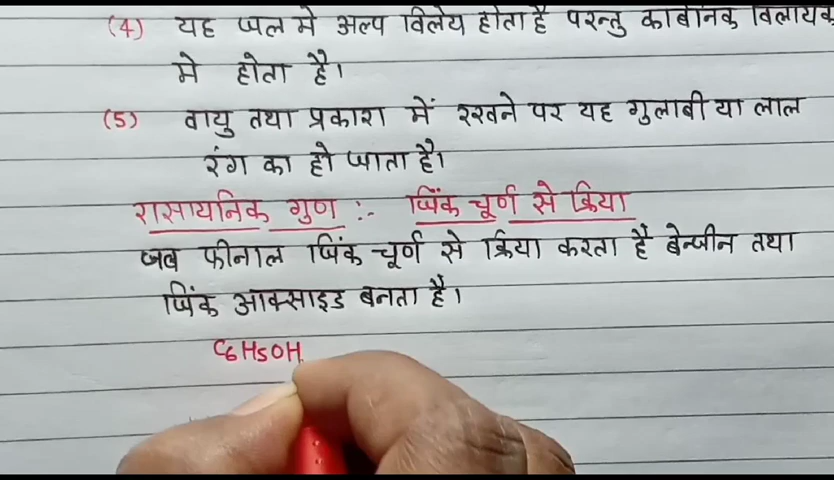 (4) यह जल मे अल्प विलेय होता है परन्तु कार्बनिक विलायक
मे होता है।
(5) वायु तथा प्रकाश में रखने पर यह गुलाबी या लाल
रंग का हो जाता है।
रासायनिक गुण :- जिंक चूर्ण से क्रिया
जब फीनाल जिंक चूर्ण से क्रिया करता है बेन्जीन तथा
जिंक आक्साइड बनता है।
C6H5OH